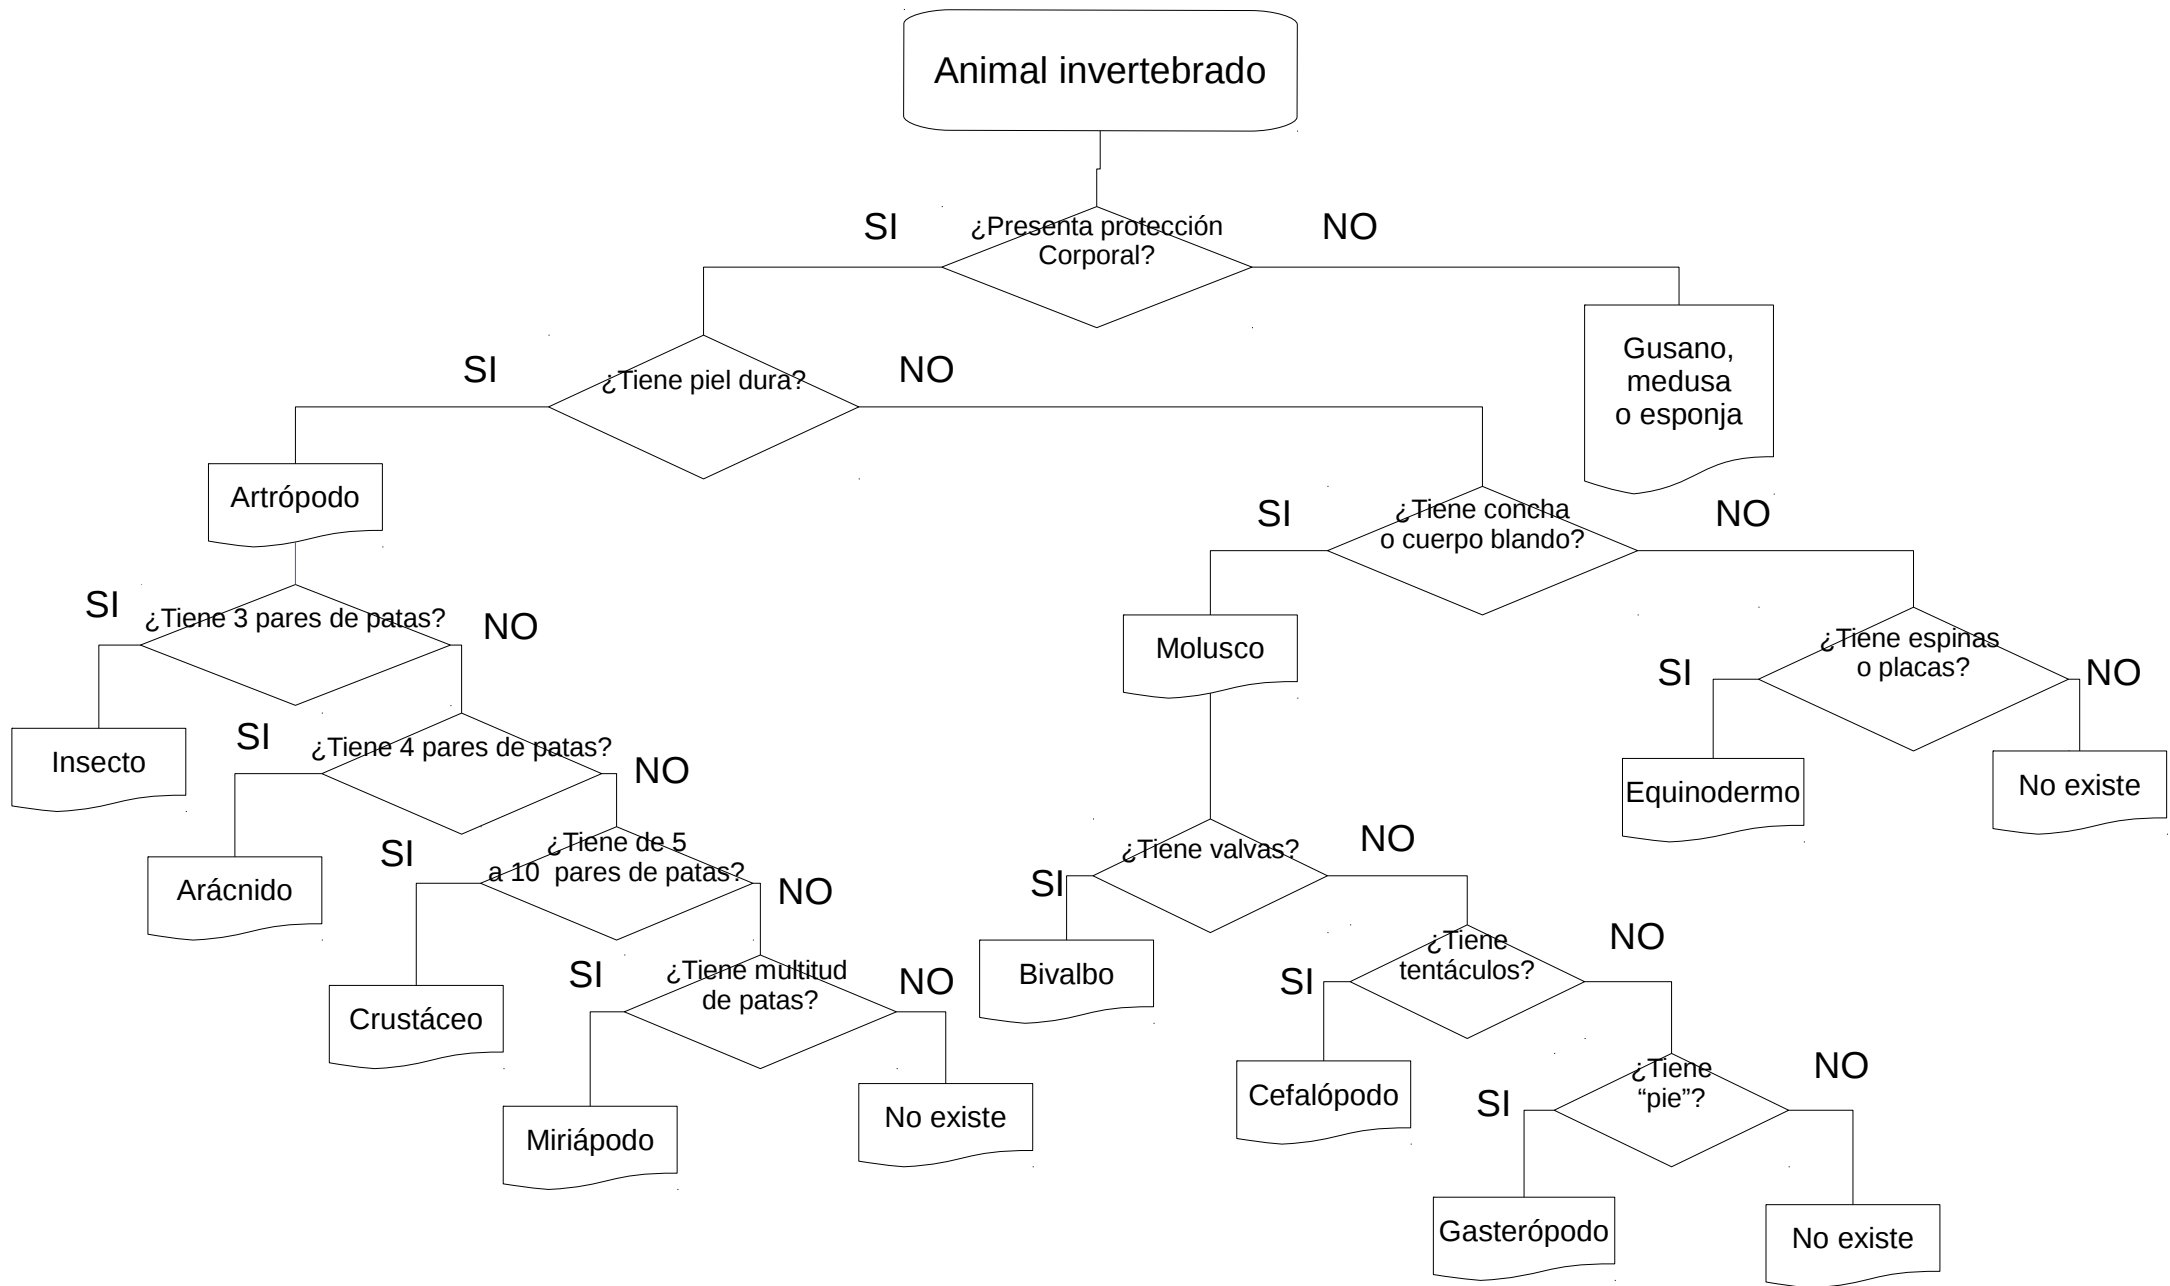 Animal invertebrado
SI
¿Presenta protección
Corporal?
NO
SI
¿Tiene piel dura?
NO
Gusano,
medusa
o esponja
Artrópodo
SI
¿Tiene concha
o cuerpo blando?
NO
SI
¿Tiene 3 pares de patas?
NO
Molusco
SI
¿Tiene espinas
o placas?
NO
Insecto
SI
¿Tiene 4 pares de patas?
NO
Equinodermo
No existe
Arácnido
SI
¿Tiene de 5
a 10  pares de patas?
NO
SI
¿Tiene valvas?
NO
Crustáceo
SI
¿Tiene multitud
de patas?
NO
Bivalbo
SI
¿Tiene
tentáculos?
NO
Miriápodo
No existe
Cefalópodo
SI
¿Tiene
“pie”?
NO
Gasterópodo
No existe